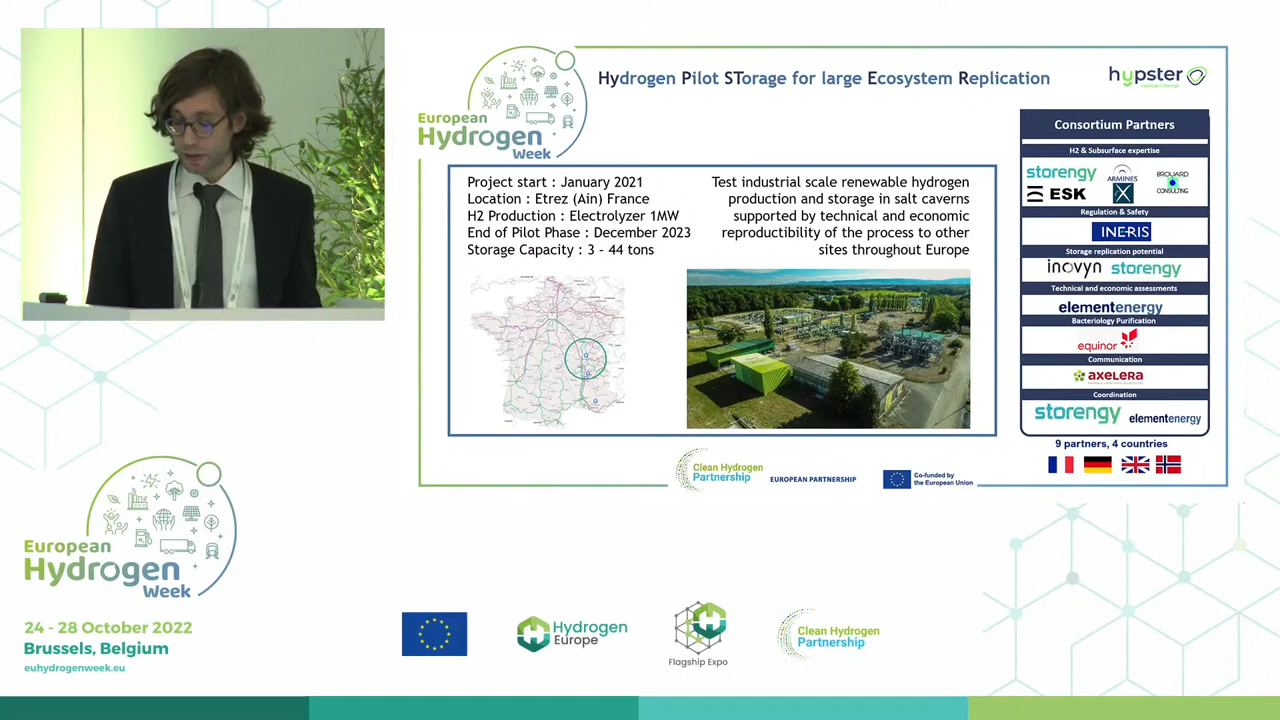 Hydrogen Pilot STorage for large Ecosystem Replication
hypster
European
Hydrogen
Week
Project start : January 2021
Location : Etrez (Ain) France
H2 Production : Electrolyzer 1MW
End of Pilot Phase : December 2023
Storage Capacity : 3 – 44 tons
Test industrial scale renewable hydrogen
production and storage in salt caverns
supported by technical and economic
reproductibility of the process to other
sites throughout Europe
Consortium Partners
H2 & Subsurface expertise
storengy
ARMINES
BROUARD
CONSULTING
ESK
Regulation & Safety
INERIS
Storage replication potential
inovyn storengy
Technical and economic assessments
elementenergy
Bacteriology Purification
equinor
Communication
AXELERA
Coordination
storengy elementenergy
9 partners, 4 countries
Clean Hydrogen
Partnership
EUROPEAN PARTNERSHIP
Co-funded by
the European Union
European
Hydrogen
Week
24 - 28 October 2022
Brussels, Belgium
euhydrogenweek.eu
Hydrogen
Europe
Flagship Expo
Clean Hydrogen
Partnership